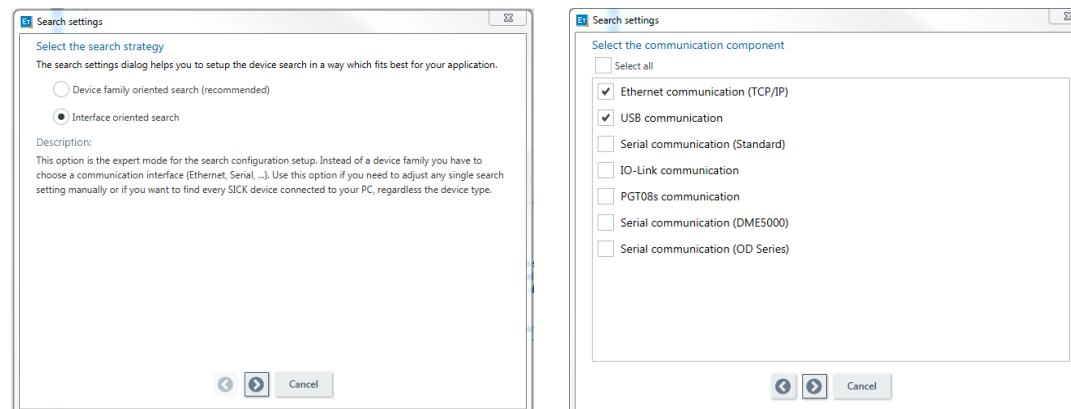 ET Search settings
Select the search strategy
The search settings dialog helps you to setup the device search in a way which fits best for your application.
Device family oriented search (recommended)
Interface oriented search
Description:
This option is the expert mode for the search configuration setup. Instead of a device family you have to
choose a communication interface (Ethernet, Serial, ...). Use this option if you need to adjust any single search
setting manually or if you want to find every SICK device connected to your PC, regardless the device type.
Cancel
ET Search settings
Select the communication component
Select all
Ethernet communication (TCP/IP)
USB communication
Serial communication (Standard)
IO-Link communication
PGT08s communication
Serial communication (DME5000)
Serial communication (OD Series)
Cancel